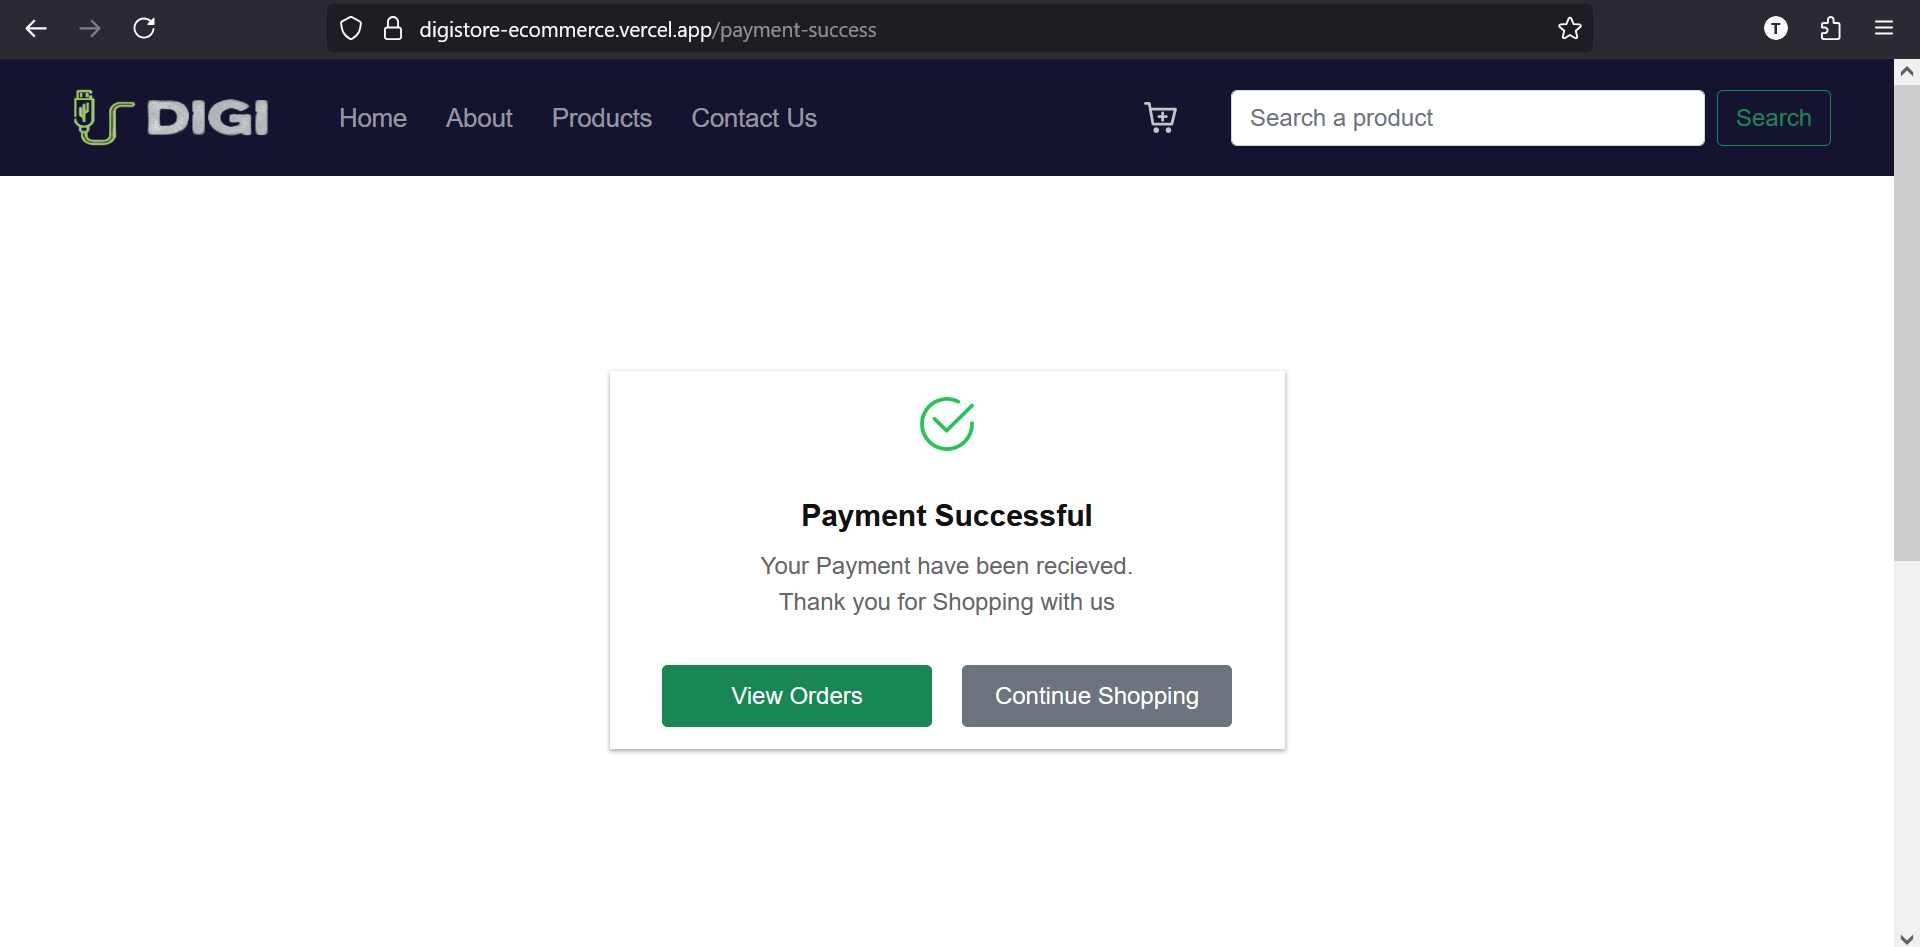 digistore-ecommerce.vercel.app/payment-success
T
DIGI
Home About Products Contact Us
Search a product
Search
Payment Successful
Your Payment have been recieved.
Thank you for Shopping with us
View Orders
Continue Shopping